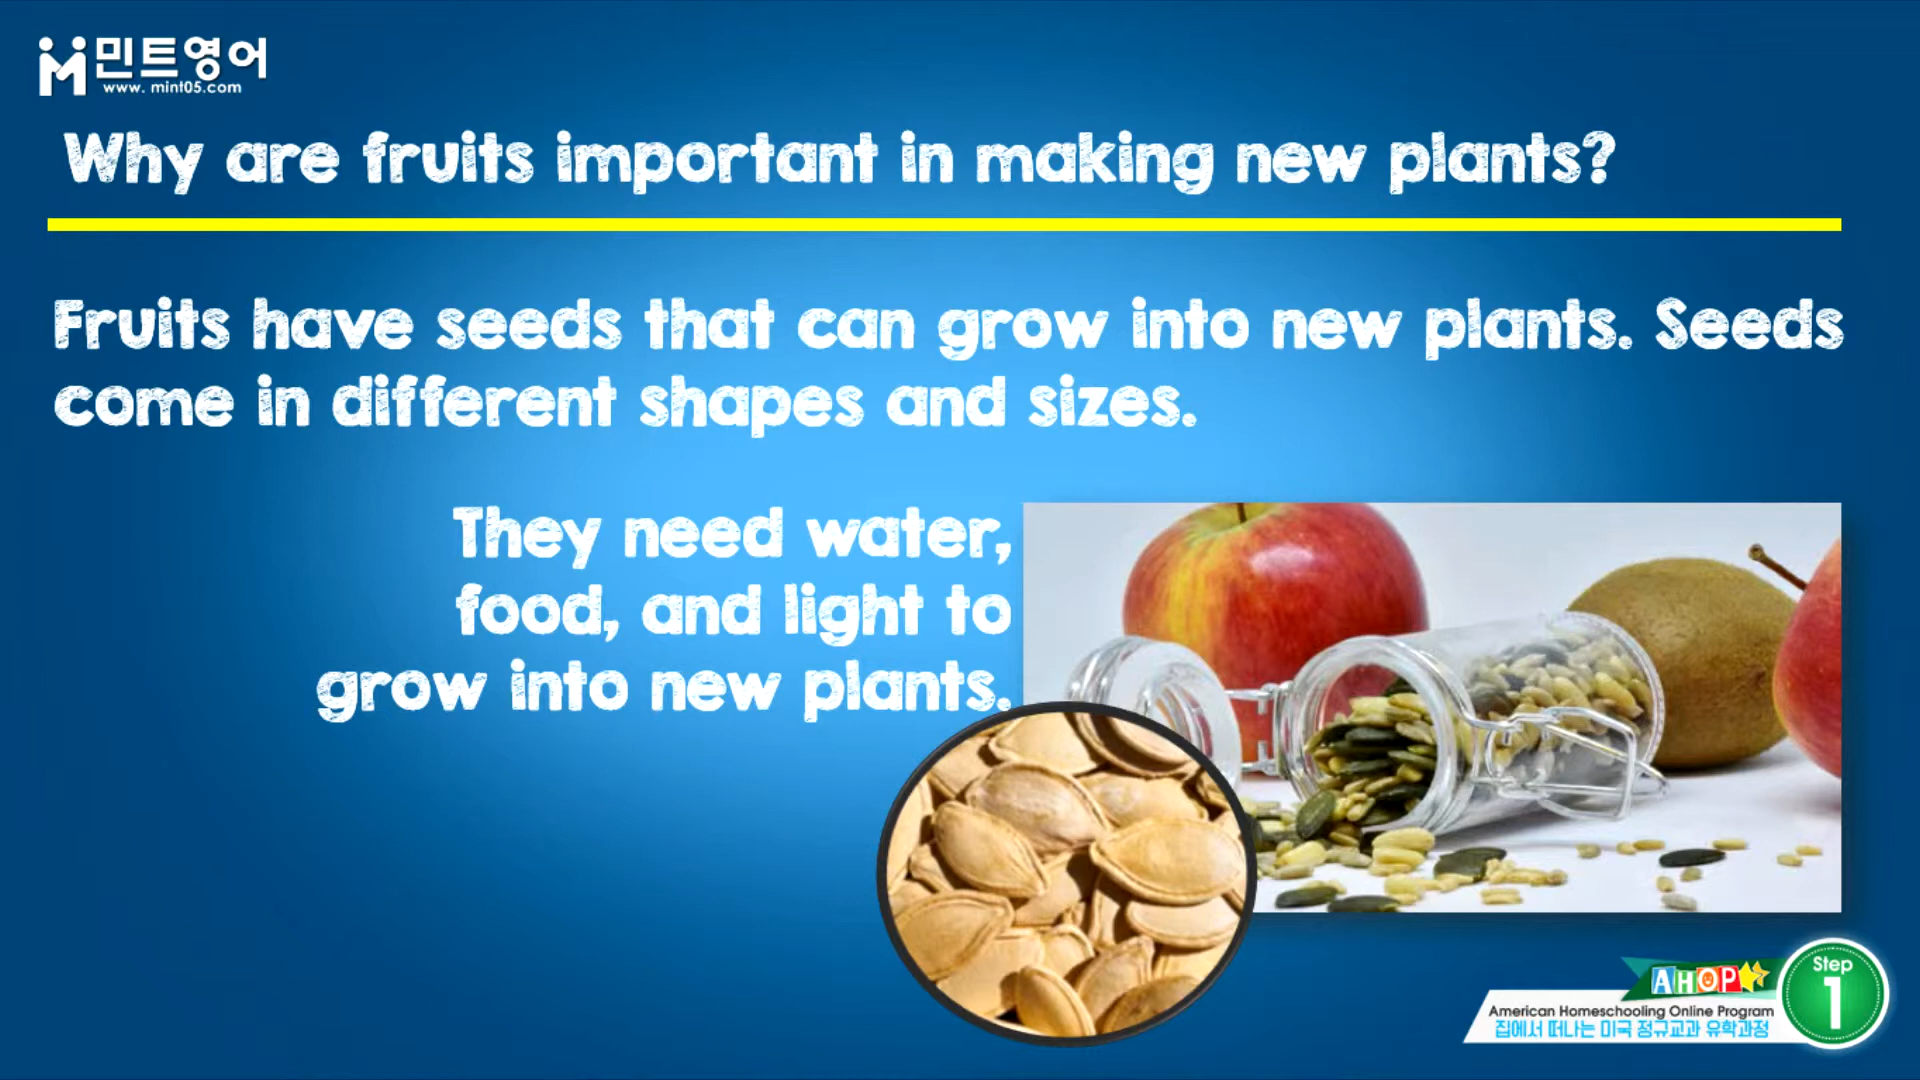 민트영어
www. mint05.com
Why are fruits important in making new plants?
Fruits have seeds that can grow into new plants. Seeds
come in different shapes and sizes.
They need water,
food, and light to
grow into new plants.
AHOP
Step
1
American Homeschooling Online Program
집에서 떠나는 미국 정규교과 유학과정